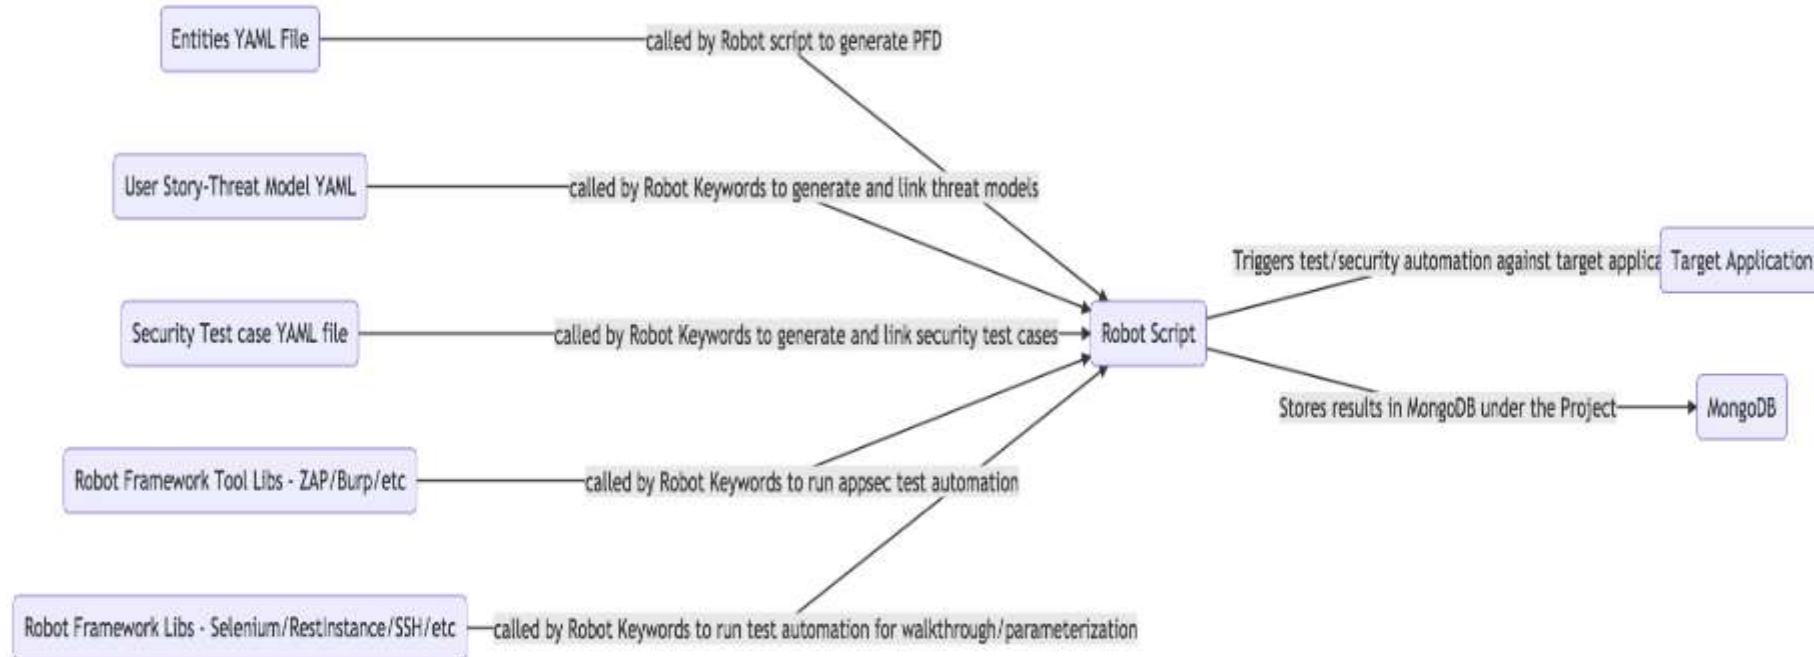 Entities YAML File
called by Robot script to generate PFD
User Story-Threat Model YAML
called by Robot Keywords to generate and link threat models
Triggers test/security automation against target applica
Target Application
Security Test case YAML file
called by Robot Keywords to generate and link security test cases
Robot Script
Stores results in MongoDB under the Project
MongoDB
Robot Framework Tool Libs - ZAP/Burp/etc
called by Robot Keywords to run appsec test automation
Robot Framework Libs - Selenium/RestInstance/SSH/etc
called by Robot Keywords to run test automation for walkthrough/parameterization